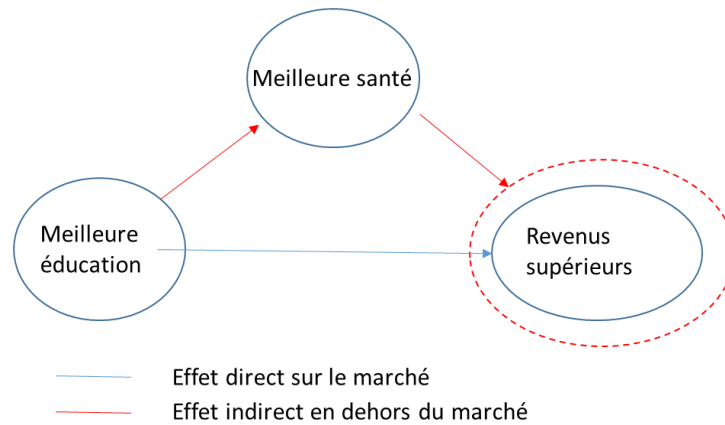 Meilleure santé
Meilleure
éducation
Revenus
supérieurs
Effet direct sur le marché
Effet indirect en dehors du marché